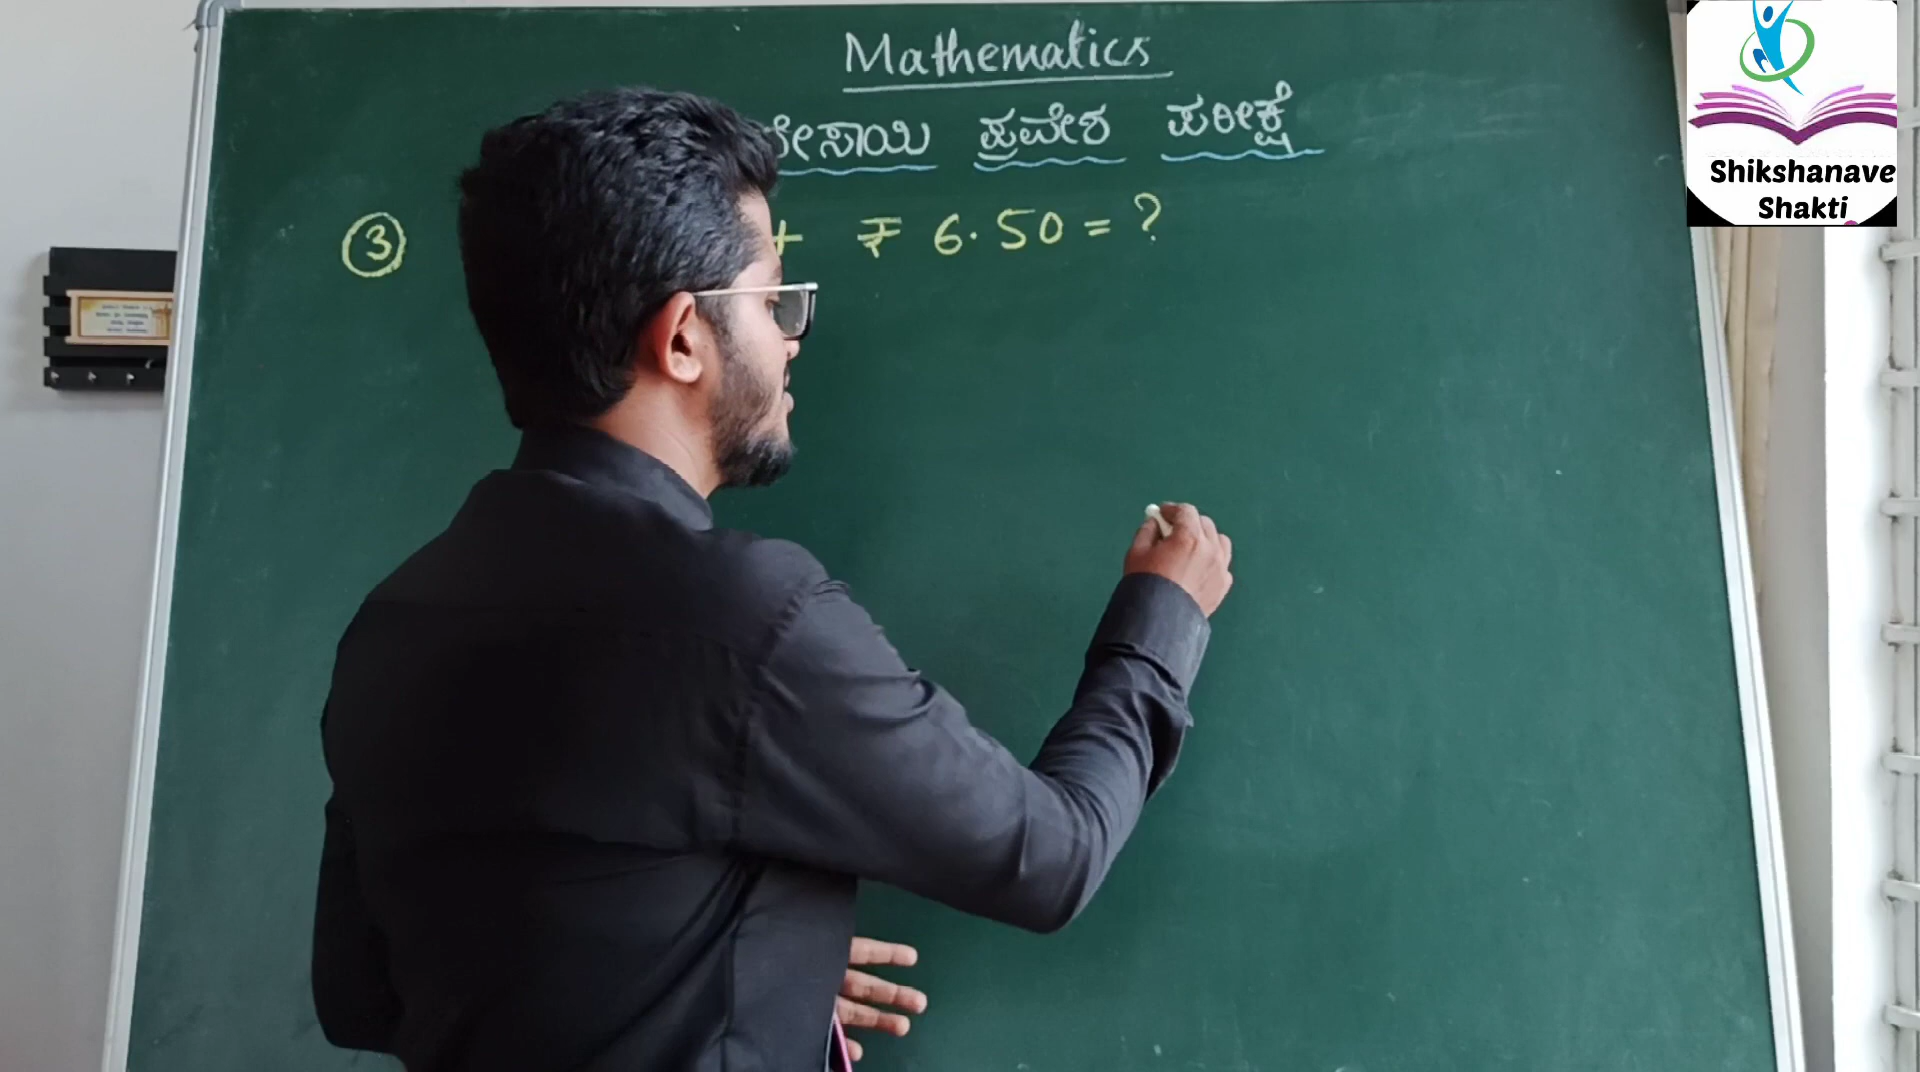 Mathematics
ಪ್ರವೇಶ ಪರೀಕ್ಷೆ
③ + ₹ 6.50 = ?
Shikshanave
Shakti